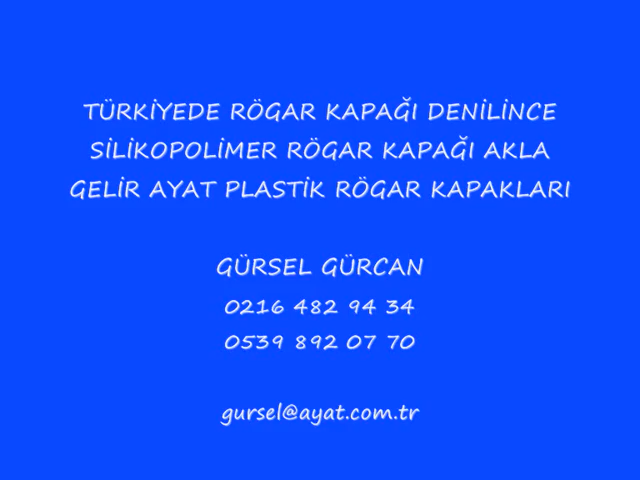 TÜRKİYEDE RÖGAR KAPAĞI DENİLİNCE
SİLİKOPOLİMER RÖGAR KAPAĞI AKLA
GELİR AYAT PLASTİK RÖGAR KAPAKLARI
GÜRSEL GÜRCAN
0216 482 94 34
0539 892 07 70
gursel@ayat.com.tr